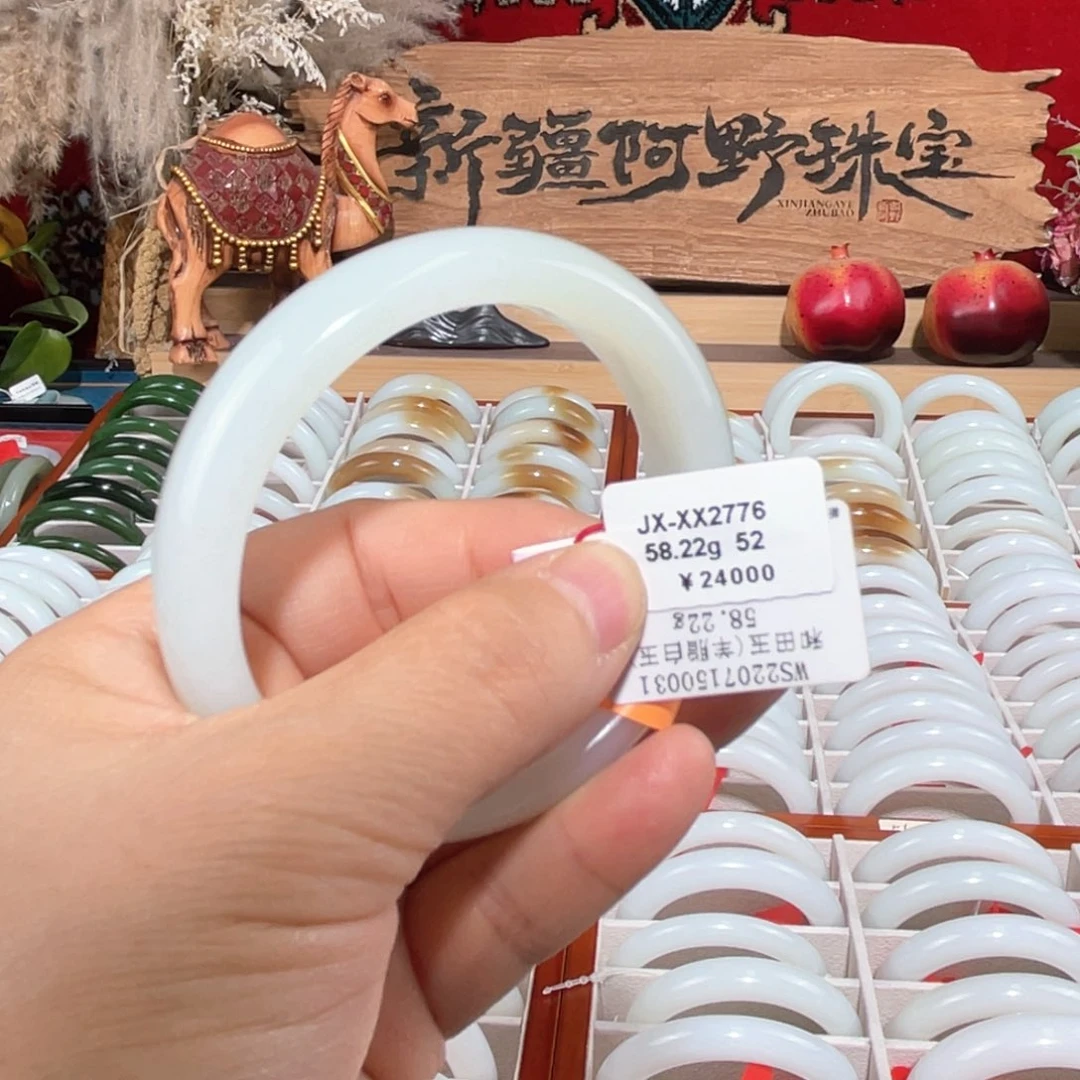 新疆阿野珠宝
XINJIANGAYE
ZHUBAO
JX-XX2776
58.22g 52
￥24000
WS2207150031
和田玉(羊脂白玉)
58.22g